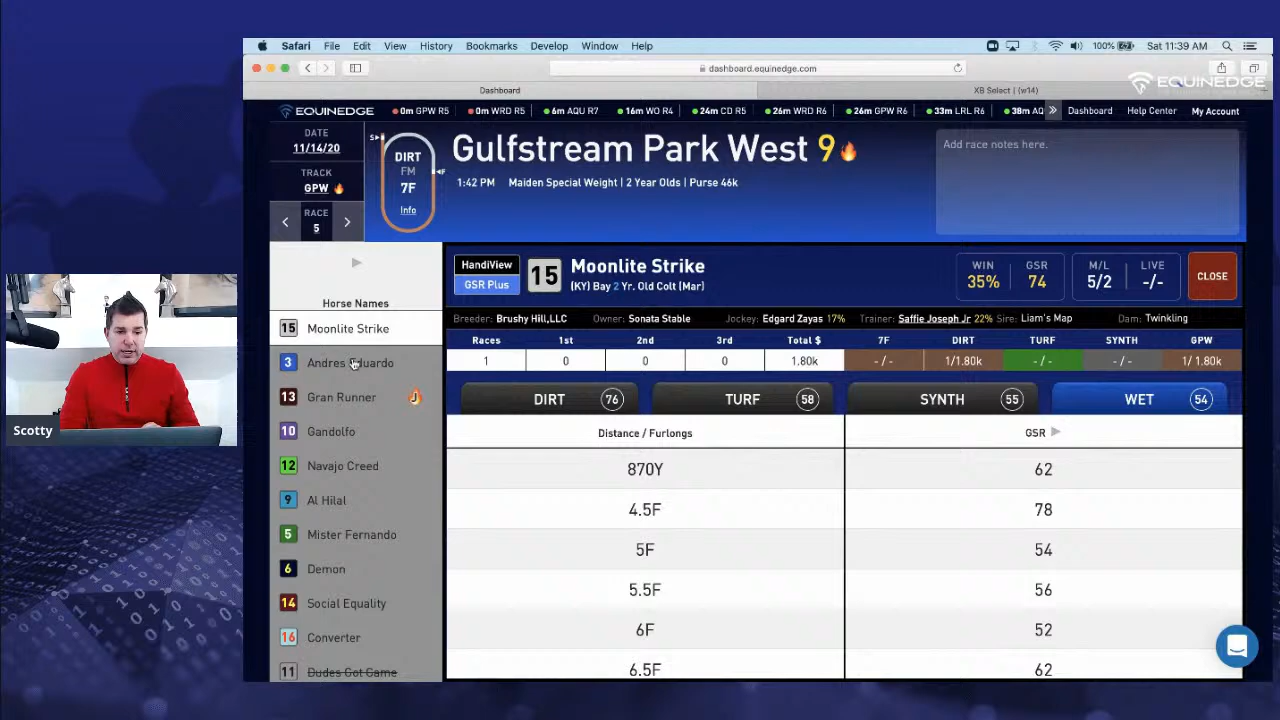 Safari File Edit View History Bookmarks Develop Window Help 100% Sat 11:39 AM
dashboard.equinedge.com
Dashboard XB Select | (w14)
EQUINEDGE
EQUINEDGE 0m GPW R5 0m WRD R5 6m AQU R7 16m WO R4 24m CD R5 26m WRD R6 26m GPW R6 33m LRL R6 38m AQ Dashboard Help Center My Account
DATE
11/14/20
TRACK
GPW
RACE
5
S
F
DIRT
FM
7F
Info
Gulfstream Park West 9
1:42 PM Maiden Special Weight | 2 Year Olds | Purse 46k
Add race notes here.
Horse Names
15 Moonlite Strike
3 Andres Eduardo
13 Gran Runner J
10 Gandolfo
12 Navajo Creed
9 Al Hilal
5 Mister Fernando
6 Demon
14 Social Equality
16 Converter
11 Dudes Got Game
HandiView
GSR Plus
15
Moonlite Strike
(KY) Bay 2 Yr. Old Colt (Mar)
WIN GSR M/L LIVE
35% 74 5/2 -/-
CLOSE
Breeder: Brushy Hill,LLC Owner: Sonata Stable Jockey: Edgard Zayas 17% Trainer: Saffie Joseph Jr 22% Sire: Liam's Map Dam: Twinkling
Races 1st 2nd 3rd Total $ 7F DIRT TURF SYNTH GPW
1 0 0 0 1.80k - / - 1/1.80k - / - - / - 1/ 1.80k
DIRT 76 TURF 58 SYNTH 55 WET 54
Distance / Furlongs GSR
870Y 62
4.5F 78
5F 54
5.5F 56
6F 52
6.5F 62
Scotty